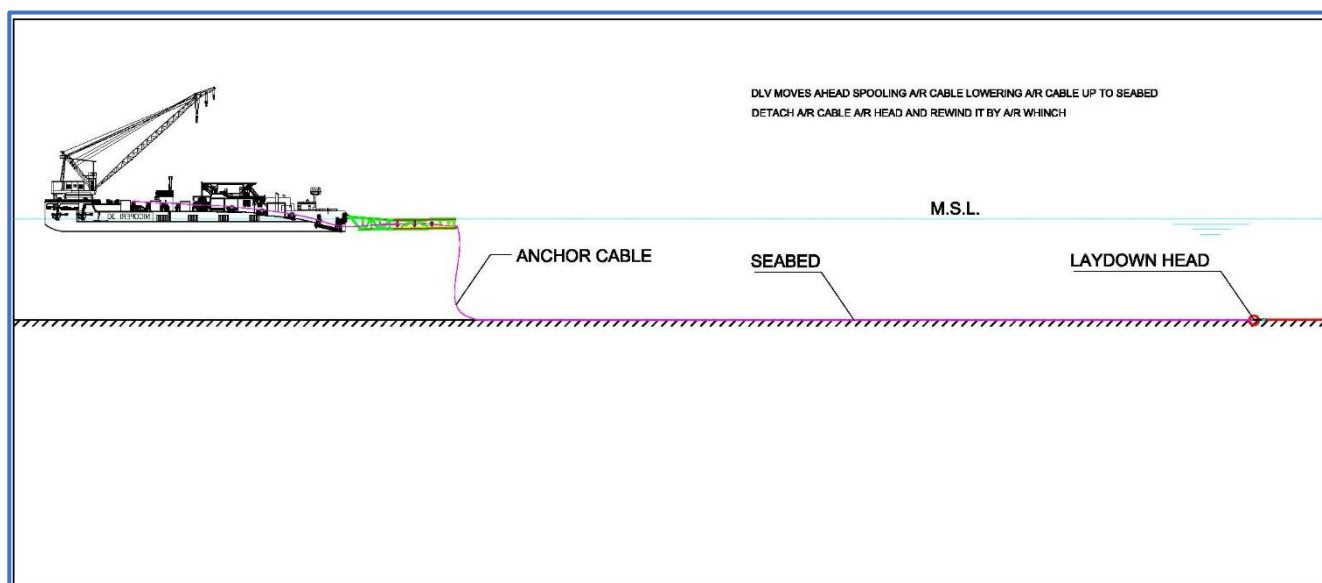 DLV MOVES AHEAD SPOOLING A/R CABLE LOWERING A/R CABLE UP TO SEABED
DETACH A/R CABLE A/R HEAD AND REWIND IT BY A/R WHINCH
M.S.L.
ANCHOR CABLE
SEABED
LAYDOWN HEAD